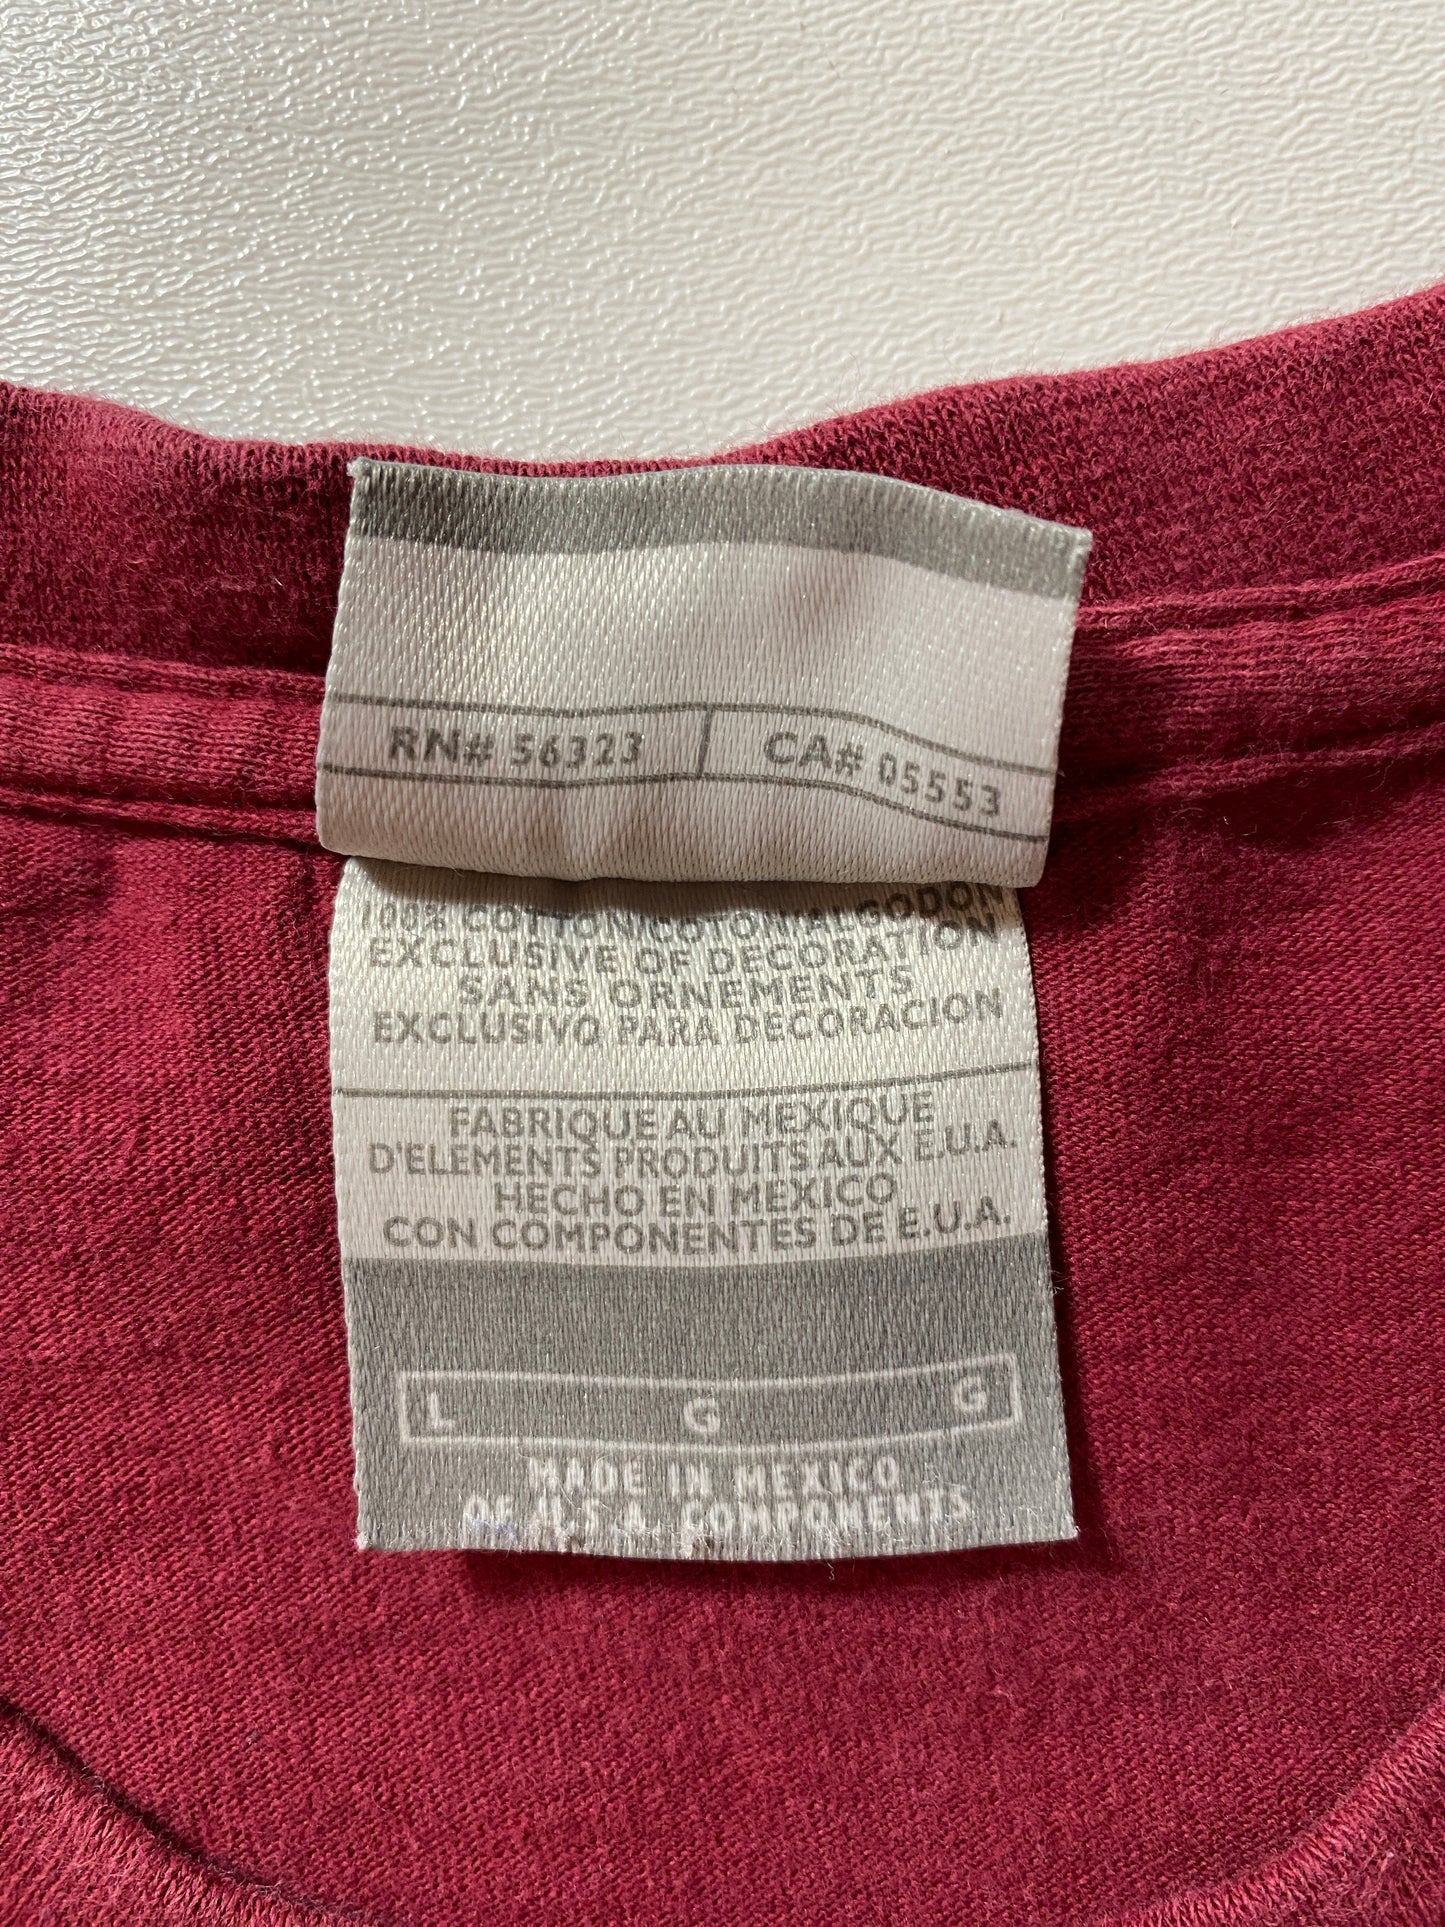 RN# 56323 | CA# 05553
100% COTTON/COTON/ALGODON
EXCLUSIVE OF DECORATION
SANS ORNEMENTS
EXCLUSIVO PARA DECORACION
FABRIQUE AU MEXIQUE
D'ELEMENTS PRODUITS AUX E.U.A.
HECHO EN MEXICO
CON COMPONENTES DE E.U.A.
L G G
MADE IN MEXICO
OF U.S.A. COMPONENTS